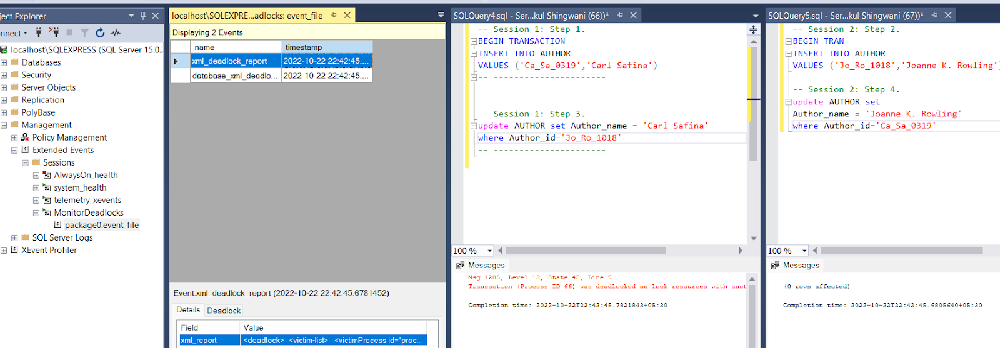 oject Explorer
onnect
localhost\SQLEXPRESS (SQL Server 15.0.2
Databases
Security
Server Objects
Replication
PolyBase
Management
Policy Management
Extended Events
Sessions
AlwaysOn_health
system_health
telemetry_xevents
MonitorDeadlocks
package0.event_file
SQL Server Logs
XEvent Profiler
localhost\SQLEXPRE...adlocks: event_file
Displaying 2 Events
name timestamp
xml_deadlock_report 2022-10-22 22:42:45....
database_xml_deadlo... 2022-10-22 22:42:45....
Event:xml_deadlock_report (2022-10-22 22:42:45.6781452)
Details Deadlock
Field Value
xml_report <deadlock> <victim-list> <victimProcess id="proc...
SQLQuery4.sql - Ser...kul Shingwani (66))*
-- Session 1: Step 1.
BEGIN TRANSACTION
INSERT INTO AUTHOR
VALUES ('Ca_Sa_0319','Carl Safina')
-- -----------------------
-- -----------------------
-- Session 1: Step 3.
update AUTHOR set Author_name = 'Carl Safina'
where Author_id='Jo_Ro_1018'
-- -----------------------
100 %
Messages
Msg 1205, Level 13, State 45, Line 9
Transaction (Process ID 66) was deadlocked on lock resources with anot
Completion time: 2022-10-22T22:42:45.7821843+05:30
SQLQuery5.sql - Ser...kul Shingwani (67))*
-- Session 2: Step 2.
BEGIN TRAN
INSERT INTO AUTHOR
VALUES ('Jo_Ro_1018','Joanne K. Rowling')
-- Session 2: Step 4.
update AUTHOR set
Author_name = 'Joanne K. Rowling'
where Author_id='Ca_Sa_0319'
100 %
Messages
(0 rows affected)
Completion time: 2022-10-22T22:42:45.6805640+05:30